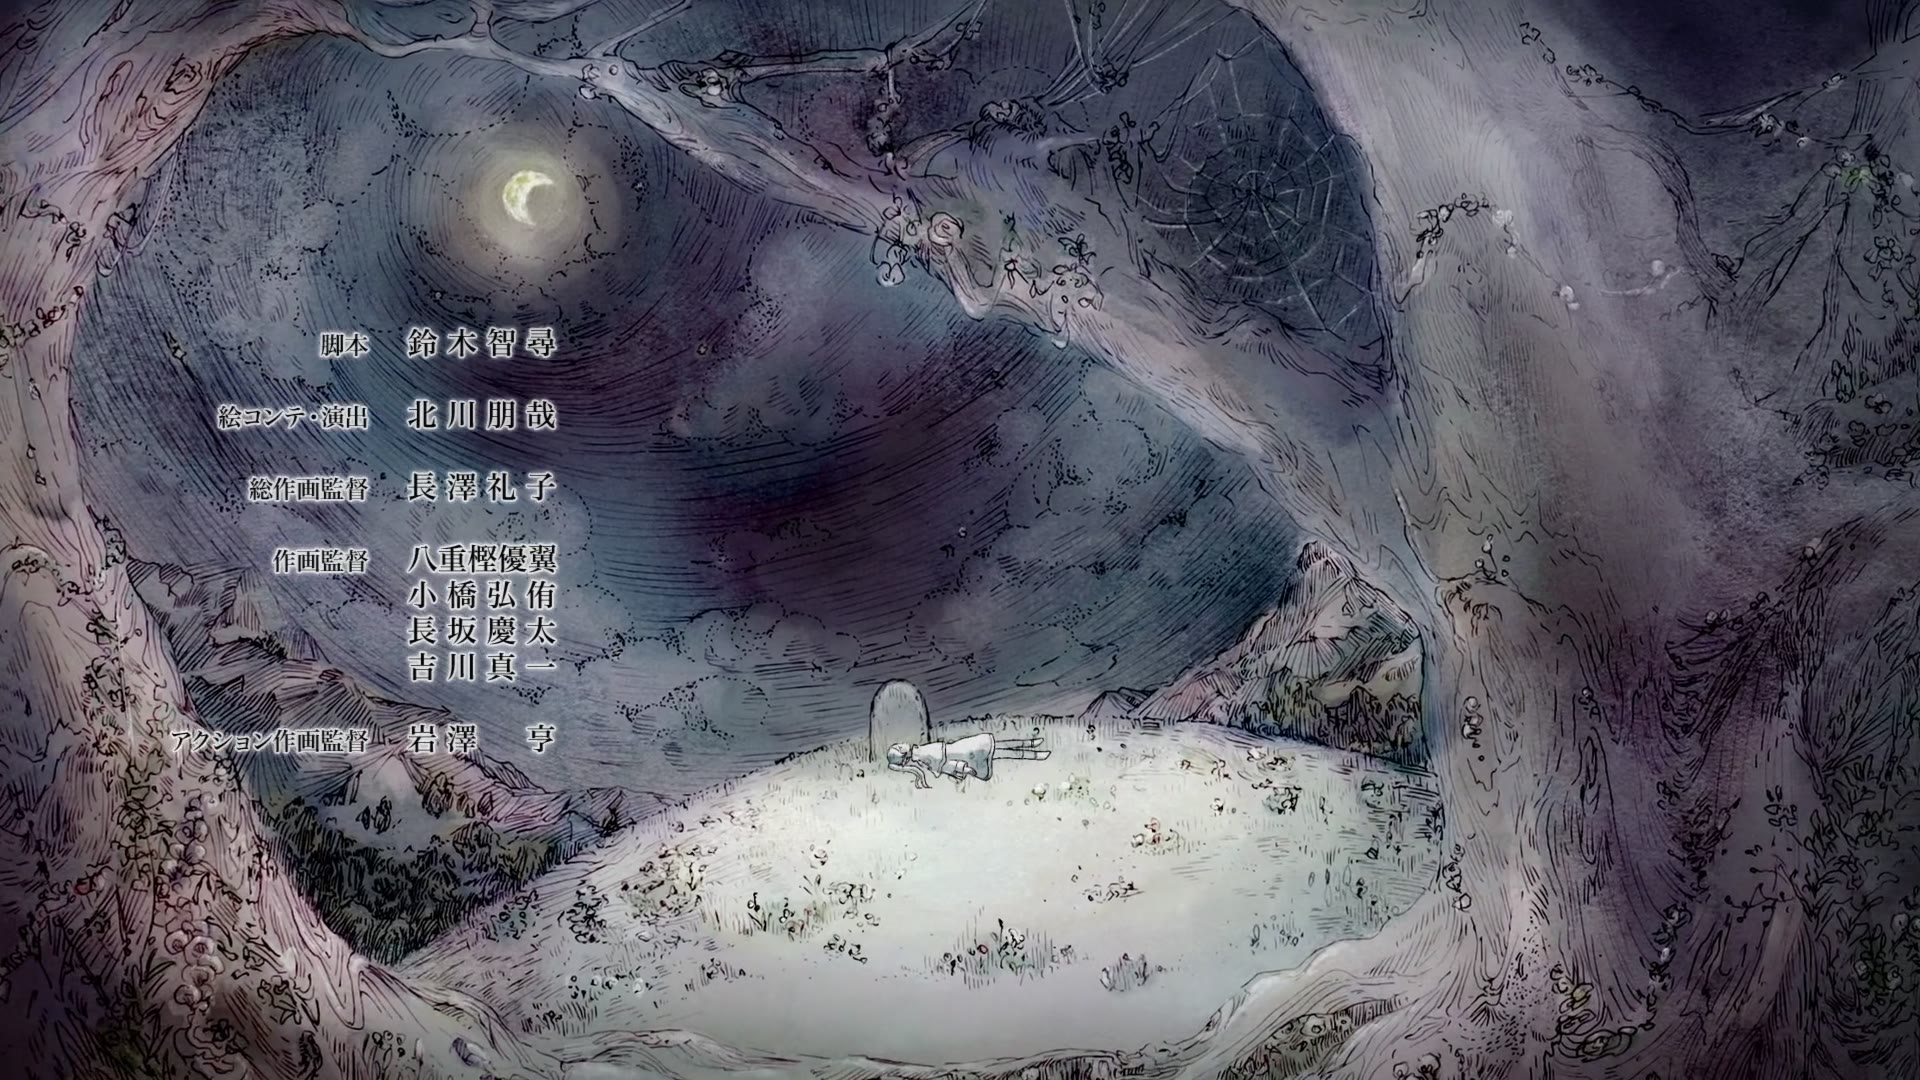 脚本 鈴木智尋
絵コンテ・演出 北川朋哉
総作画監督 長澤礼子
作画監督 八重樫優翼
小橋弘侑
長坂慶太
吉川真一
アクション作画監督 岩澤 亨